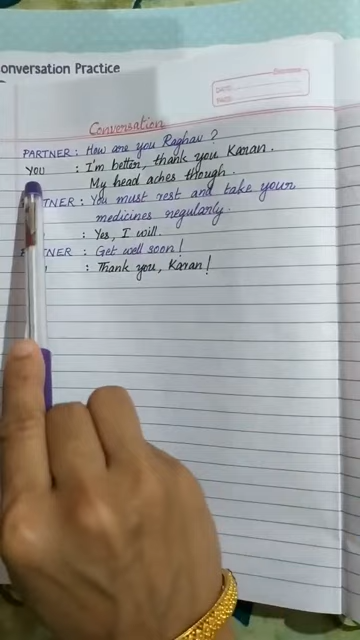 onversation Practice
DATE:
PAGE:
Conversation
PARTNER : How are you Raghav ?
YOU : I'm better, thank you Karan.
My head aches though.
TNER : You must rest and take your
medicines regularly.
: Yes, I will.
NER : Get well soon!
: Thank you, Karan!